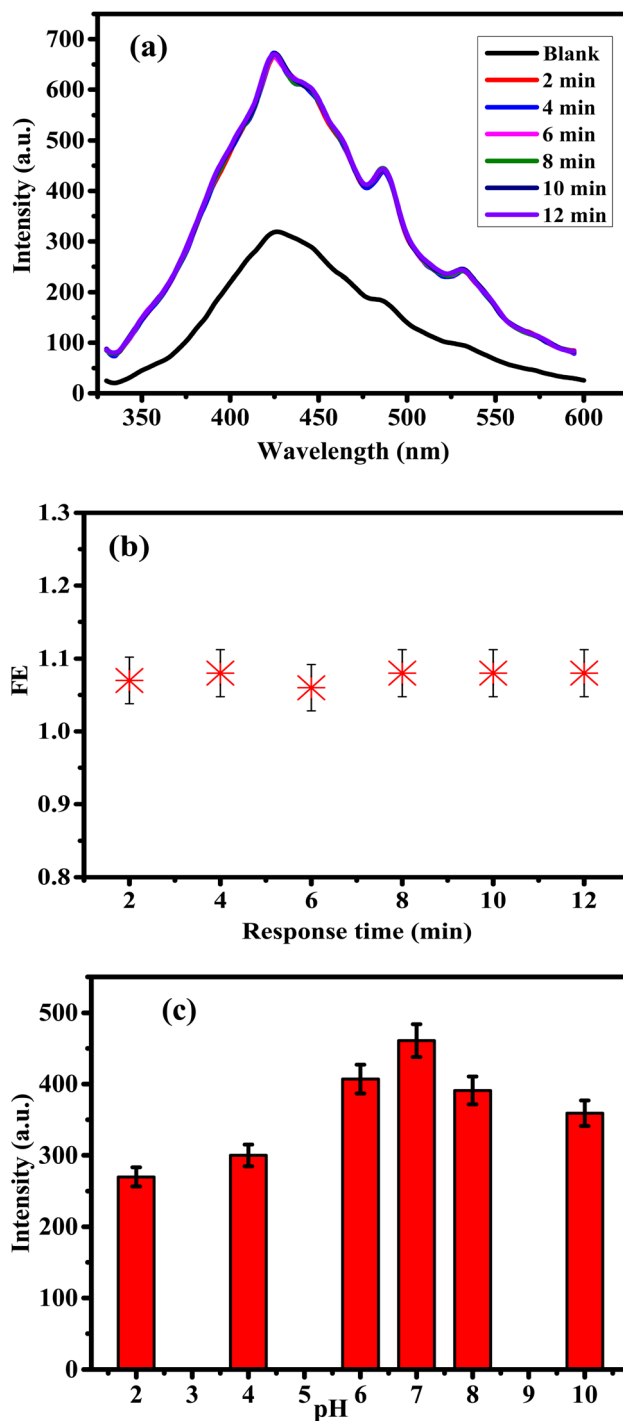 (a)
700
600
500
400
300
200
100
0
Intensity (a.u.)
Blank
2 min
4 min
6 min
8 min
10 min
12 min
350 400 450 500 550 600
Wavelength (nm)
(b)
1.3
1.2
1.1
1.0
0.9
0.8
FE
2 4 6 8 10 12
Response time (min)
(c)
500
400
300
200
100
0
Intensity (a.u.)
2 3 4 5 6 7 8 9 10
pH